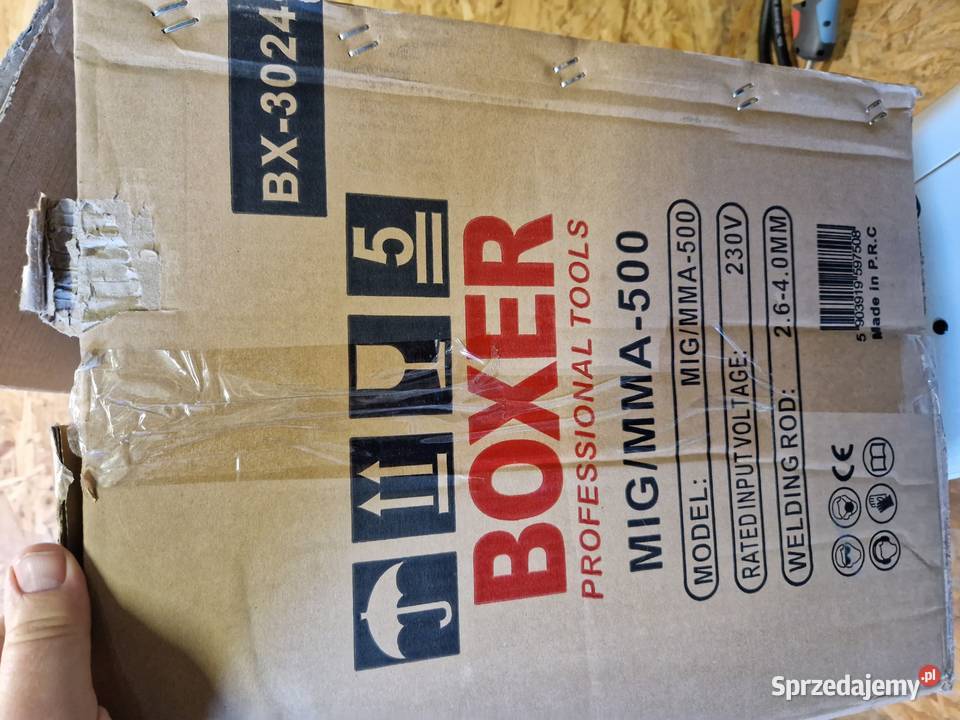 BX-3024
5
BOXER
PROFESSIONAL TOOLS
MIG/MMA-500
MODEL: MIG/MMA-500
RATED INPUT VOLTAGE: 230V
WELDING ROD: 2.6-4.0MM
CE
5 903919 597508
Made in P.R.C
Sprzedajemy.pl